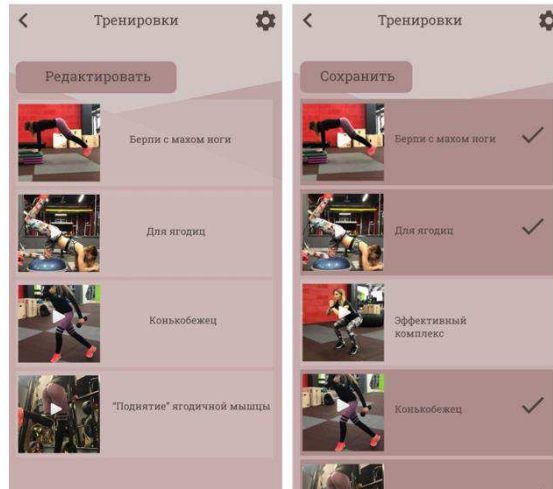 Тренировки
Редактировать
Берпи с махом ноги
Для ягодиц
Конькобежец
"Поднятие" ягодичной мышцы
Тренировки
Сохранить
Берпи с махом ноги
Для ягодиц
Эффективный
комплекс
Конькобежец